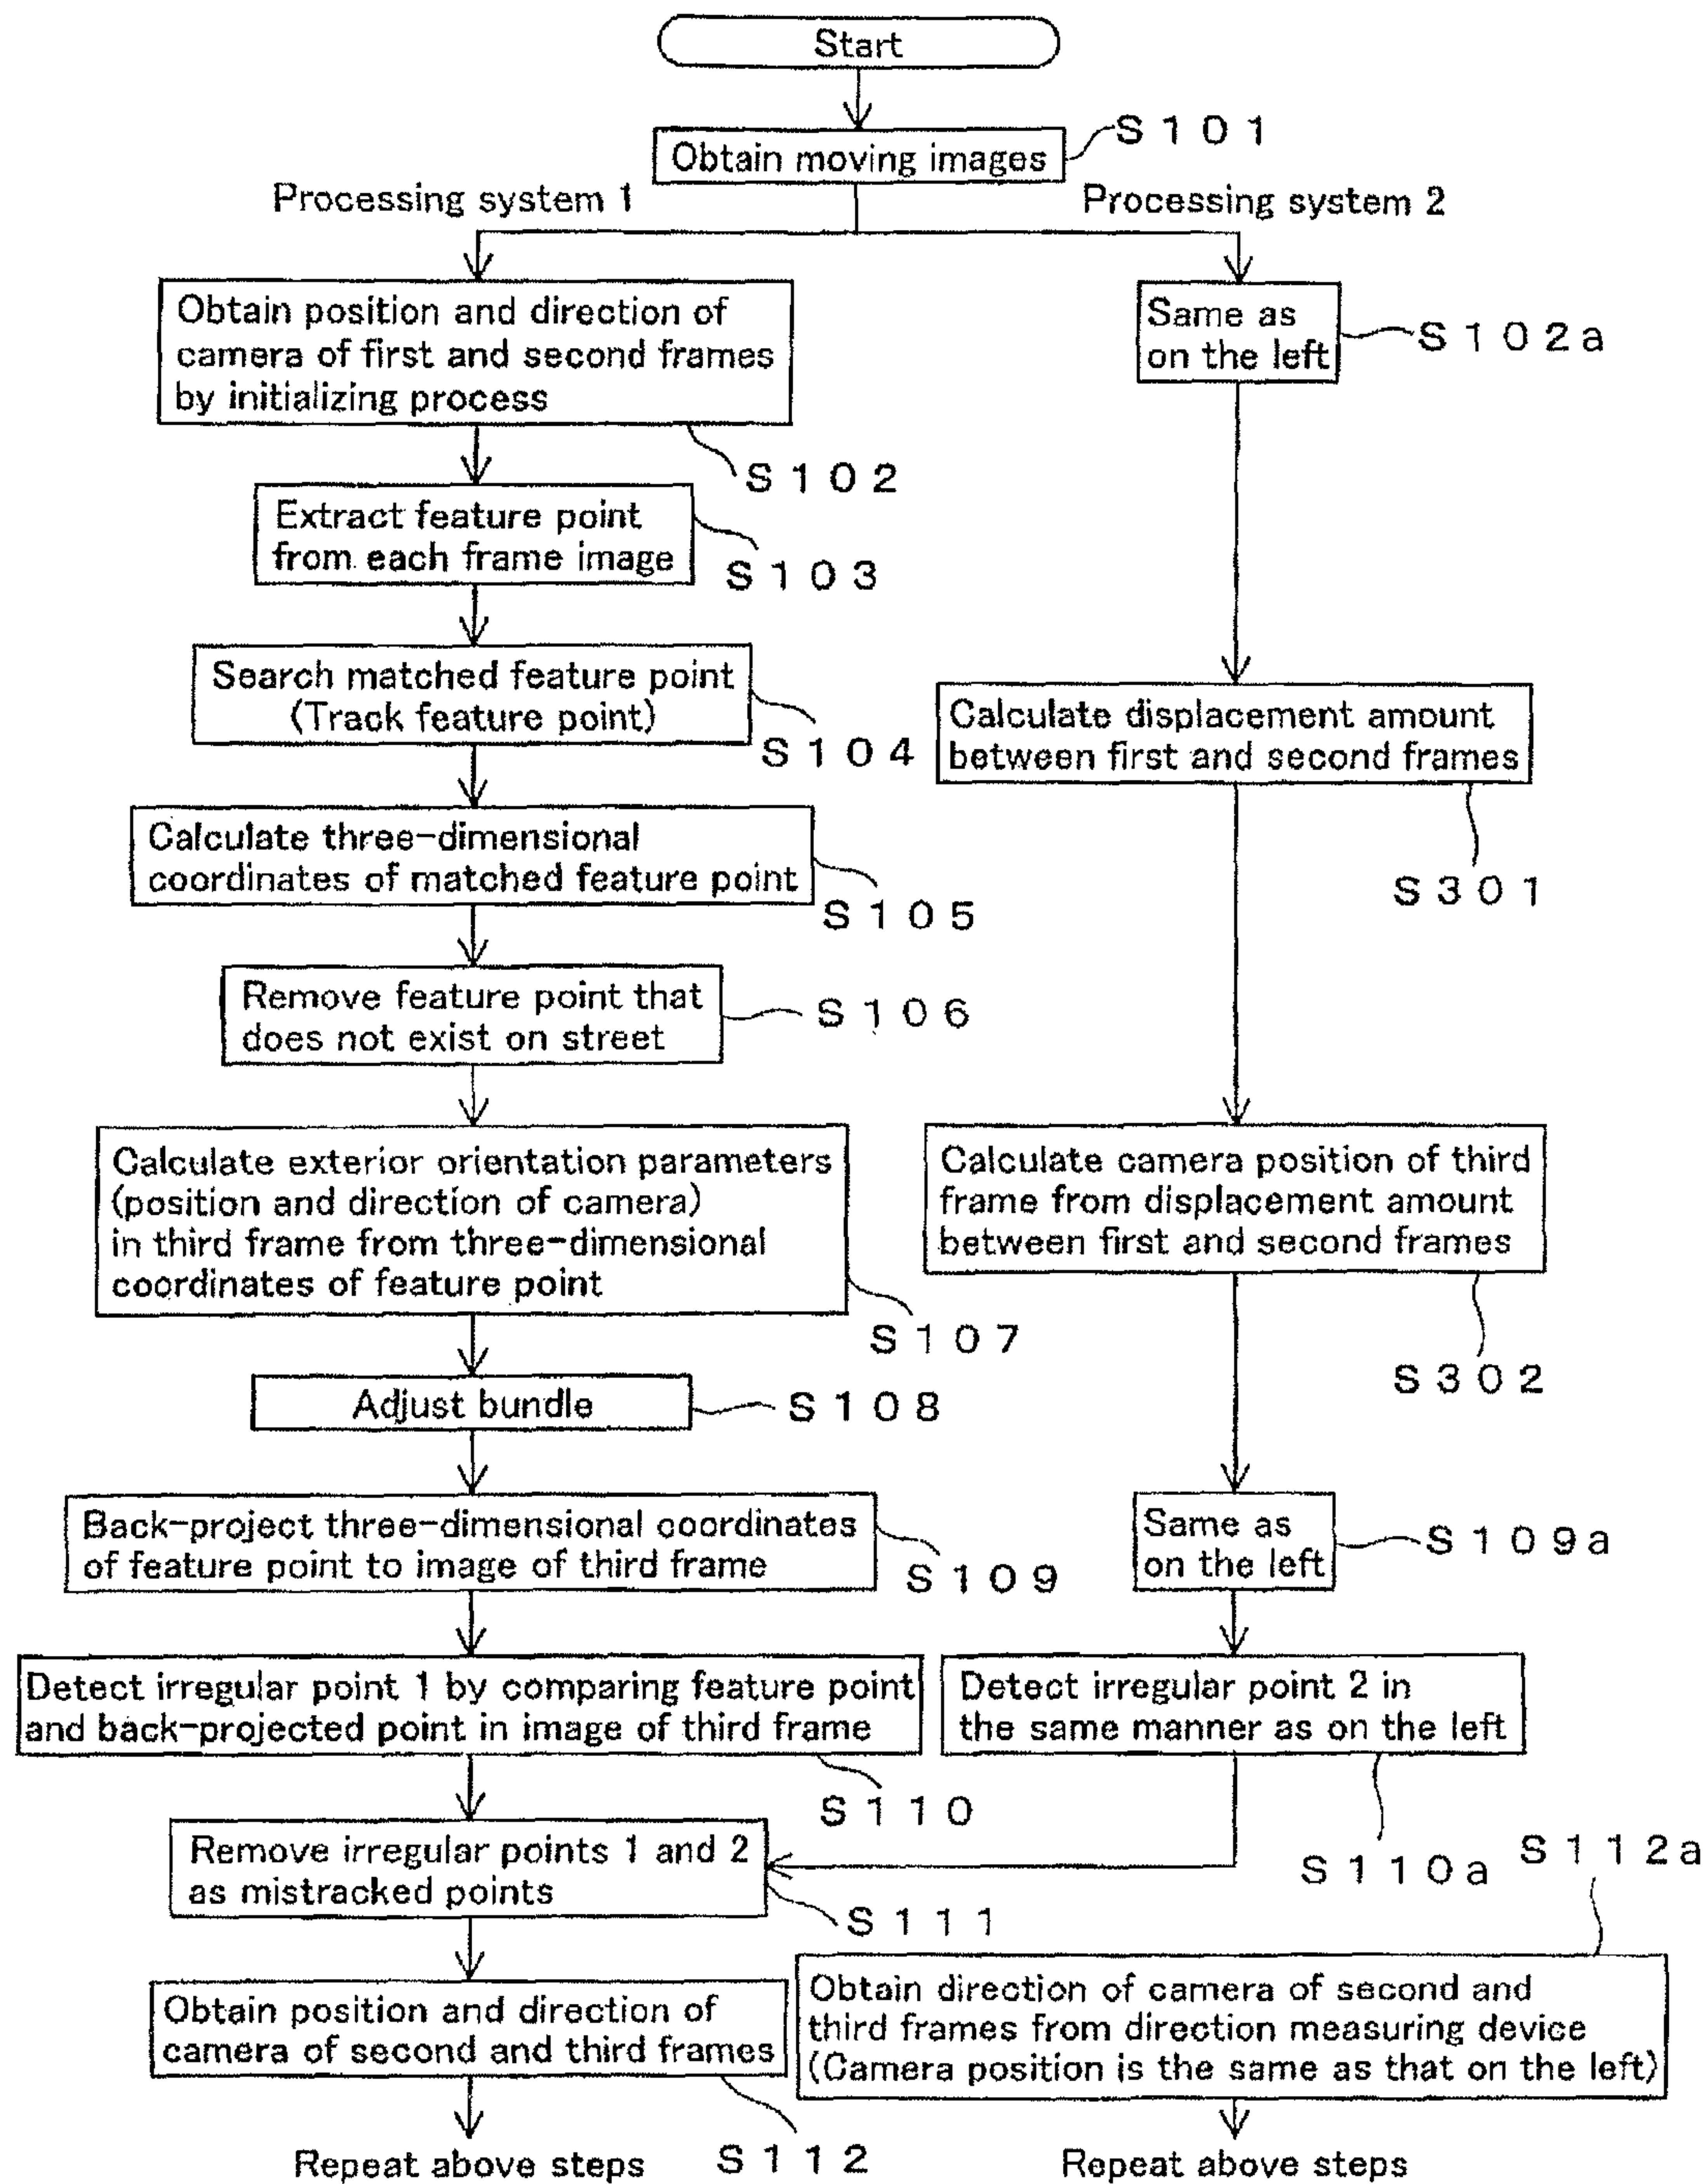 Start
Obtain moving images
S101
Processing system 1
Processing system 2
Obtain position and direction of
camera of first and second frames
by initializing process
S102
Same as
on the left
S102a
Extract feature point
from each frame image
S103
Search matched feature point
(Track feature point)
S104
Calculate displacement amount
between first and second frames
S301
Calculate three-dimensional
coordinates of matched feature point
S105
Remove feature point that
does not exist on street
S106
Calculate exterior orientation parameters
(position and direction of camera)
in third frame from three-dimensional
coordinates of feature point
S107
Calculate camera position of third
frame from displacement amount
between first and second frames
S302
Adjust bundle
S108
Back-project three-dimensional coordinates
of feature point to image of third frame
S109
Same as
on the left
S109a
Detect irregular point 1 by comparing feature point
and back-projected point in image of third frame
S110
Detect irregular point 2 in
the same manner as on the left
S110a
Remove irregular points 1 and 2
as mistracked points
S111
S112a
Obtain position and direction of
camera of second and third frames
S112
Obtain direction of camera of second and
third frames from direction measuring device
(Camera position is the same as that on the left)
Repeat above steps
Repeat above steps